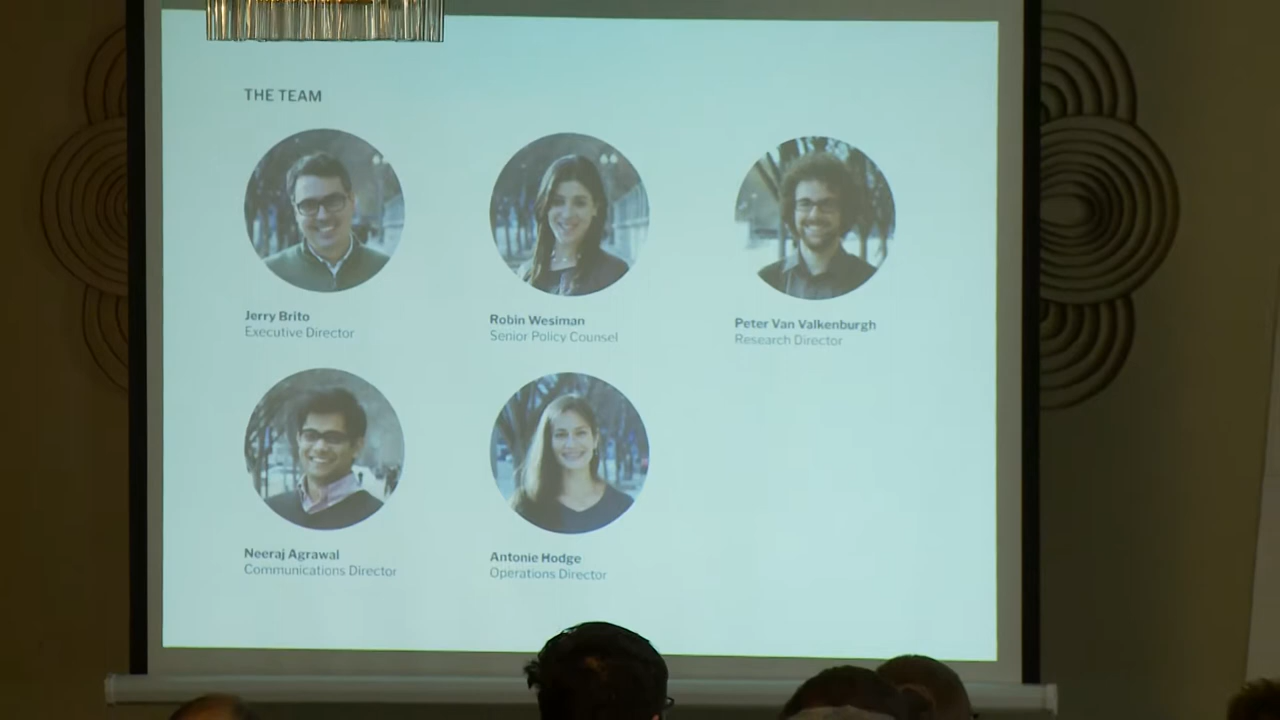 THE TEAM
Jerry Brito
Executive Director
Robin Wesiman
Senior Policy Counsel
Peter Van Valkenburgh
Research Director
Neeraj Agrawal
Communications Director
Antonie Hodge
Operations Director